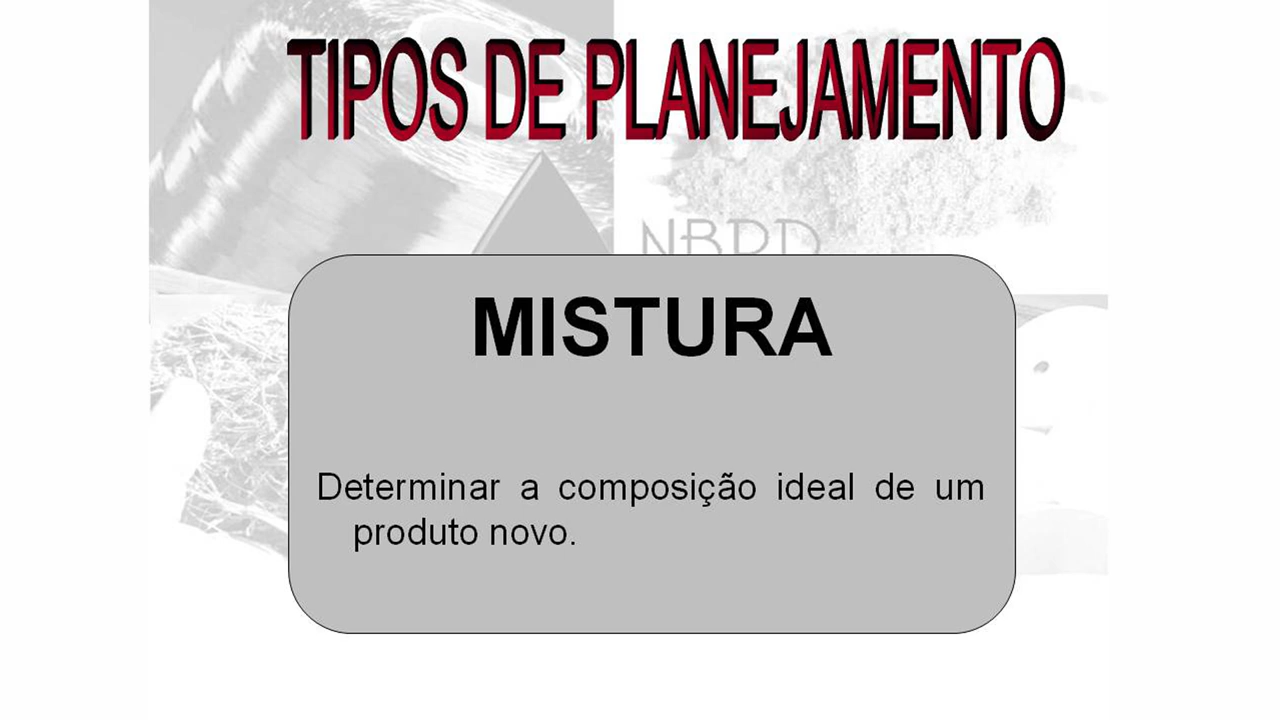 TIPOS DE PLANEJAMENTO
MISTURA
Determinar a composição ideal de um
produto novo.